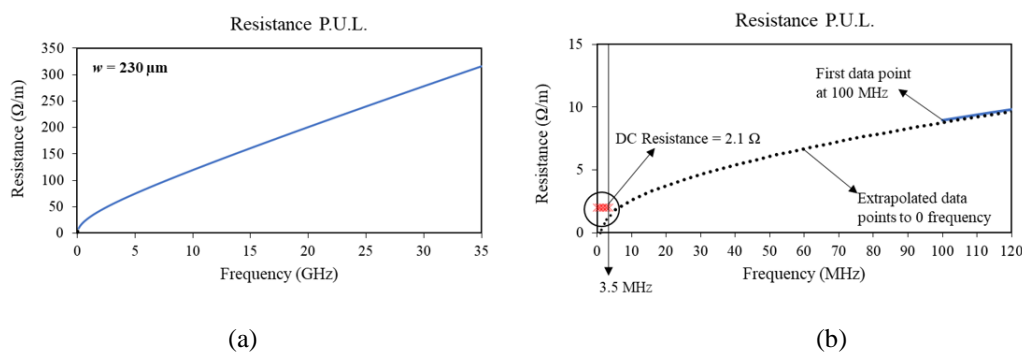 Resistance P.U.L.
350
300
250
200
150
100
50
0
w = 230 µm
Resistance (Ω/m)
0
5
10
15
20
25
30
35
Frequency (GHz)
(a)
Resistance P.U.L.
15
10
5
0
First data point
at 100 MHz
DC Resistance = 2.1 Ω
Extrapolated data
points to 0 frequency
Resistance (Ω/m)
0
10
20
30
40
50
60
70
80
90
100
110
120
Frequency (MHz)
3.5 MHz
(b)